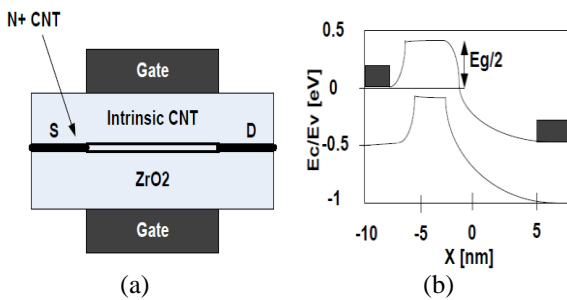 N+ CNT
Gate
Intrinsic CNT
S D
ZrO2
Gate
(a)
Ec/Ev [eV]
0.5
0
-0.5
-1
Eg/2
-10 -5 0 5
X [nm]
(b)